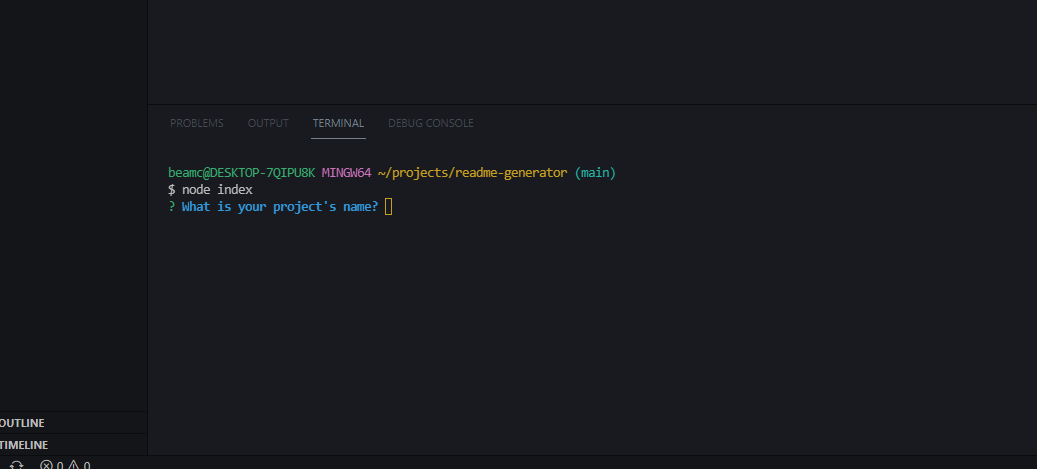 PROBLEMS OUTPUT TERMINAL DEBUG CONSOLE
beamc@DESKTOP-7QIPU8K MINGW64 ~/projects/readme-generator (main)
$ node index
? What is your project's name?
OUTLINE
TIMELINE
0 0